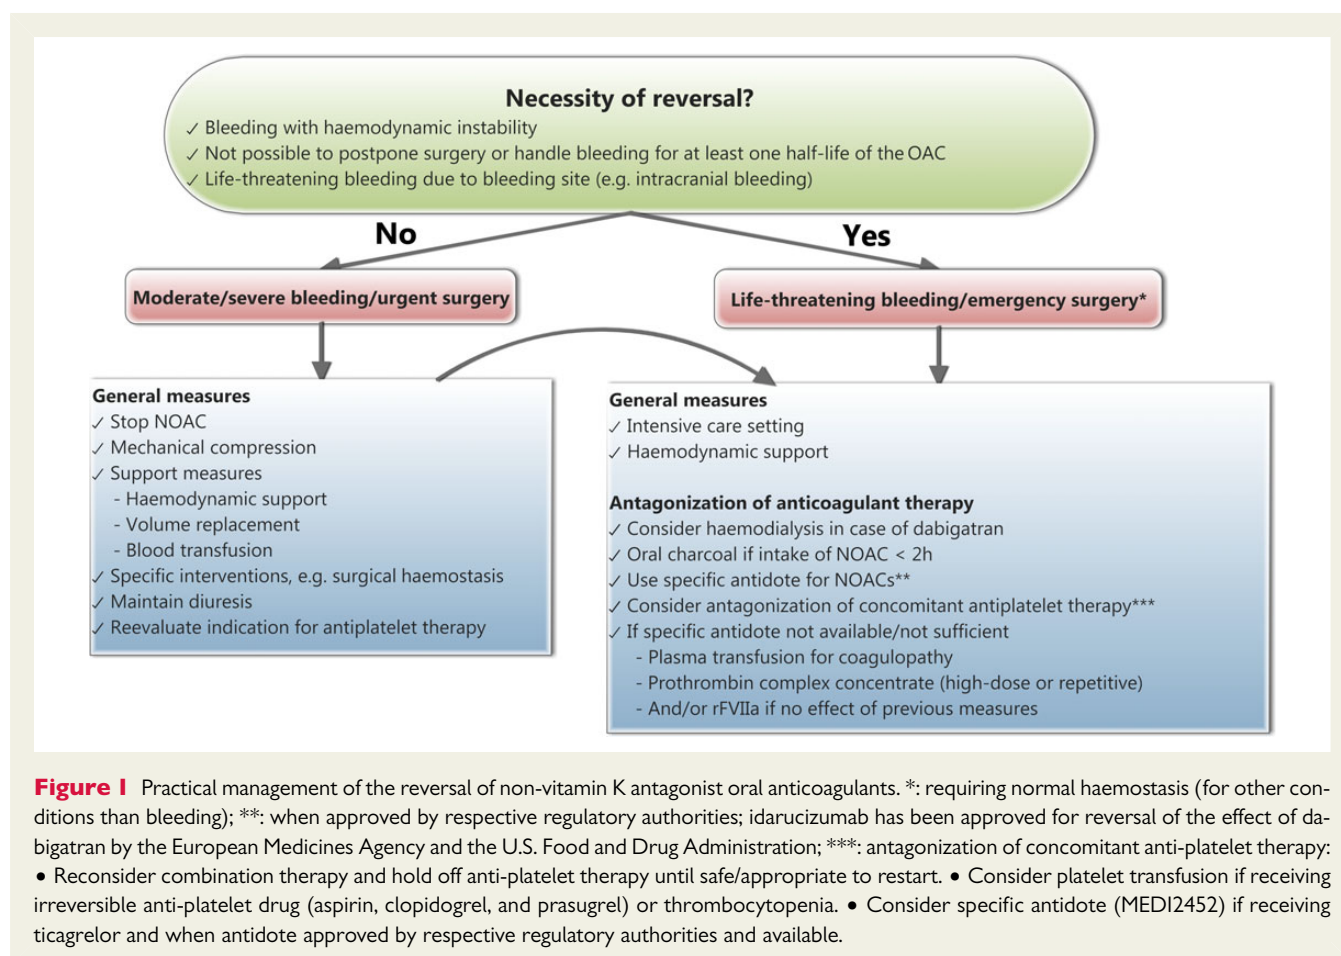 Necessity of reversal?
✓ Bleeding with haemodynamic instability
✓ Not possible to postpone surgery or handle bleeding for at least one half-life of the OAC
✓ Life-threatening bleeding due to bleeding site (e.g. intracranial bleeding)
No
Yes
Moderate/severe bleeding/urgent surgery
Life-threatening bleeding/emergency surgery*
General measures
✓ Stop NOAC
✓ Mechanical compression
✓ Support measures
- Haemodynamic support
- Volume replacement
- Blood transfusion
✓ Specific interventions, e.g. surgical haemostasis
✓ Maintain diuresis
✓ Reevaluate indication for antiplatelet therapy
General measures
✓ Intensive care setting
✓ Haemodynamic support
Antagonization of anticoagulant therapy
✓ Consider haemodialysis in case of dabigatran
✓ Oral charcoal if intake of NOAC < 2h
✓ Use specific antidote for NOACs**
✓ Consider antagonization of concomitant antiplatelet therapy***
✓ If specific antidote not available/not sufficient
- Plasma transfusion for coagulopathy
- Prothrombin complex concentrate (high-dose or repetitive)
- And/or rFVIIa if no effect of previous measures
Figure 1 Practical management of the reversal of non-vitamin K antagonist oral anticoagulants. *: requiring normal haemostasis (for other con-
ditions than bleeding); **: when approved by respective regulatory authorities; idarucizumab has been approved for reversal of the effect of da-
bigatran by the European Medicines Agency and the U.S. Food and Drug Administration; ***: antagonization of concomitant anti-platelet therapy:
• Reconsider combination therapy and hold off anti-platelet therapy until safe/appropriate to restart. • Consider platelet transfusion if receiving
irreversible anti-platelet drug (aspirin, clopidogrel, and prasugrel) or thrombocytopenia. • Consider specific antidote (MEDI2452) if receiving
ticagrelor and when antidote approved by respective regulatory authorities and available.